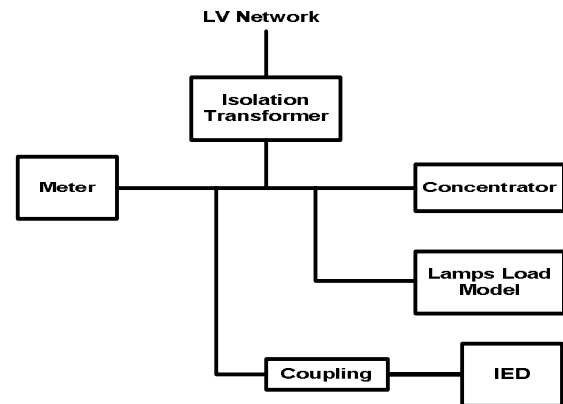 LV Network
Isolation
Transformer
Meter
Concentrator
Lamps Load
Model
Coupling
IED